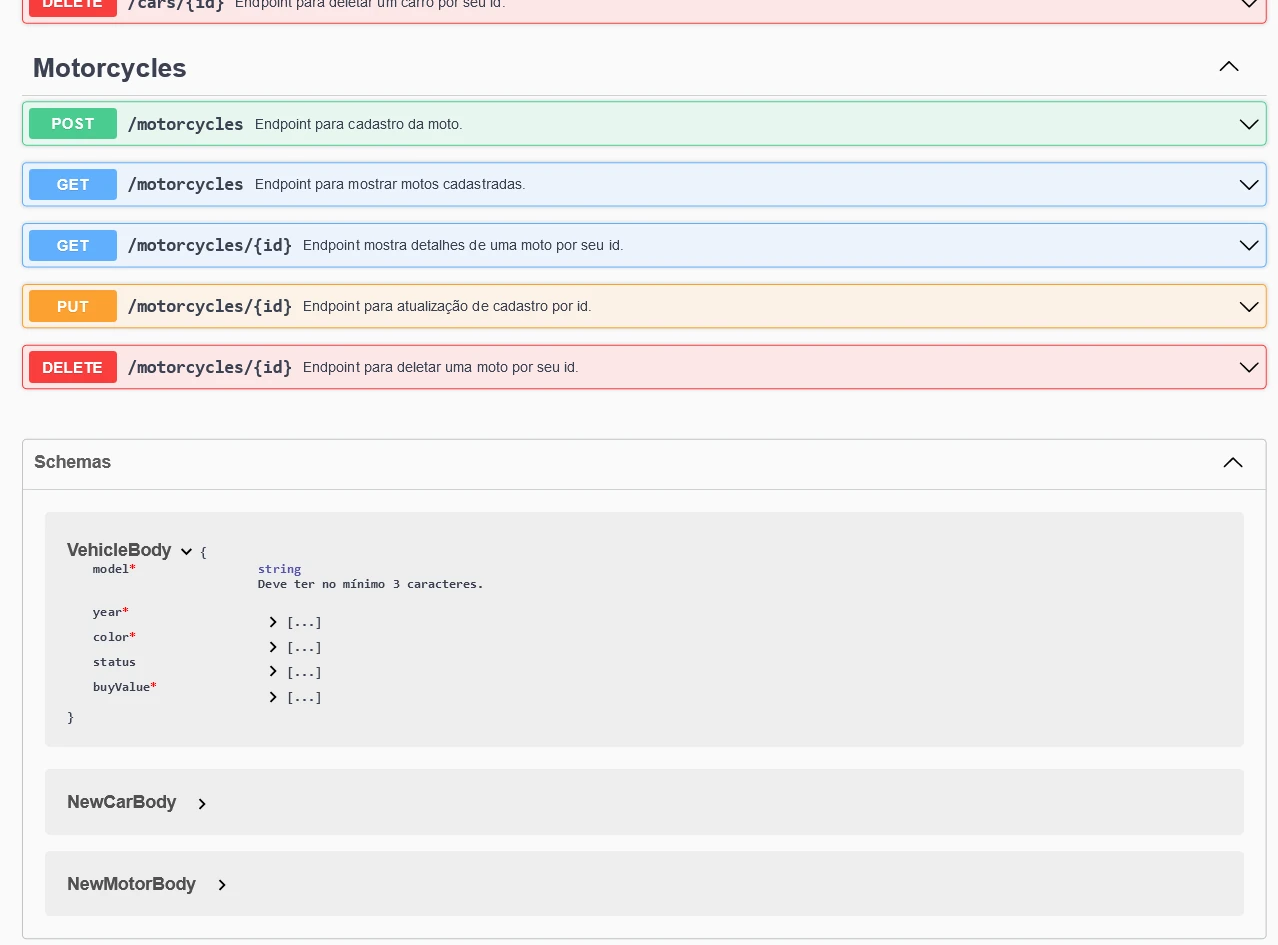 DELETE /cars/{id} Endpoint para deletar um carro por seu id.
Motorcycles
POST /motorcycles Endpoint para cadastro da moto.
GET /motorcycles Endpoint para mostrar motos cadastradas.
GET /motorcycles/{id} Endpoint mostra detalhes de uma moto por seu id.
PUT /motorcycles/{id} Endpoint para atualização de cadastro por id.
DELETE /motorcycles/{id} Endpoint para deletar uma moto por seu id.
Schemas
VehicleBody {
model* string
Deve ter no mínimo 3 caracteres.
year* [...]
color* [...]
status [...]
buyValue* [...]
}
NewCarBody
NewMotorBody